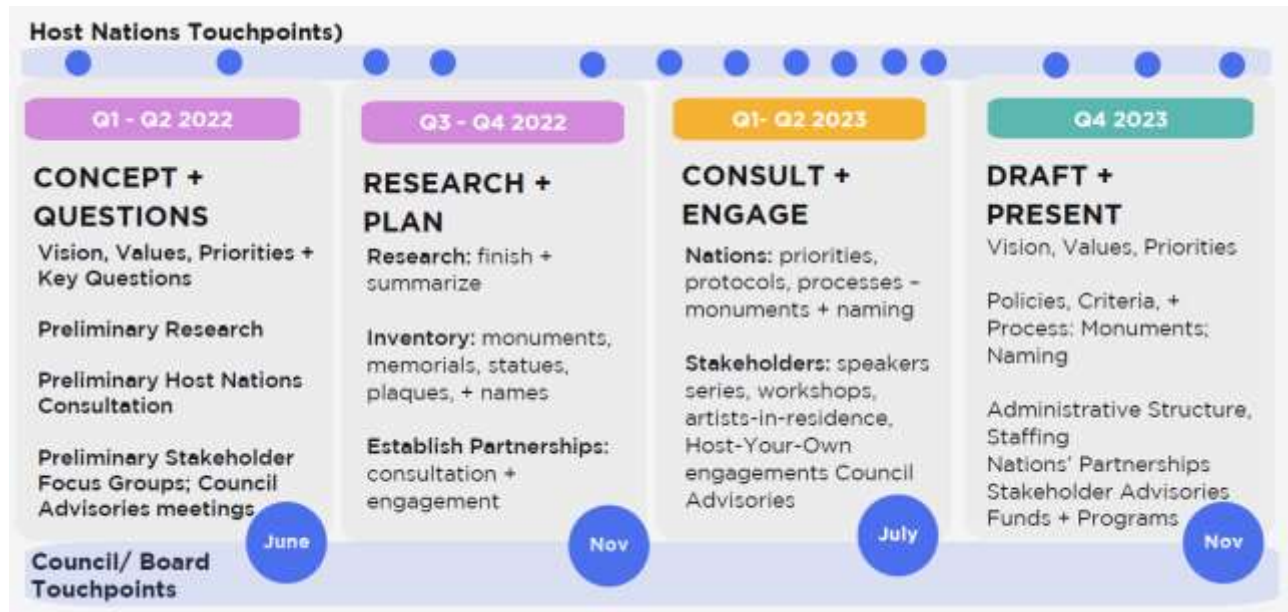 Host Nations Touchpoints)
Q1 - Q2 2022
CONCEPT +
QUESTIONS
Vision, Values, Priorities +
Key Questions
Preliminary Research
Preliminary Host Nations
Consultation
Preliminary Stakeholder
Focus Groups; Council
Advisories meetings
June
Q3 - Q4 2022
RESEARCH +
PLAN
Research: finish +
summarize
Inventory: monuments,
memorials, statues,
plaques, + names
Establish Partnerships:
consultation +
engagement
Nov
Q1- Q2 2023
CONSULT +
ENGAGE
Nations: priorities,
protocols, processes –
monuments + naming
Stakeholders: speakers
series, workshops,
artists-in-residence,
Host-Your-Own
engagements Council
Advisories
July
Q4 2023
DRAFT +
PRESENT
Vision, Values, Priorities
Policies, Criteria, +
Process: Monuments;
Naming
Administrative Structure,
Staffing
Nations' Partnerships
Stakeholder Advisories
Funds + Programs
Nov
Council/ Board
Touchpoints